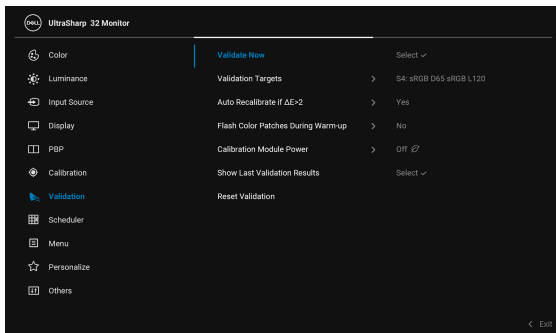 DELL UltraSharp 32 Monitor
Color
Luminance
Input Source
Display
PBP
Calibration
Validation
Scheduler
Menu
Personalize
Others
Validate Now Select ✓
Validation Targets > S4: sRGB D65 sRGB L120
Auto Recalibrate if ΔE>2 > Yes
Flash Color Patches During Warm-up > No
Calibration Module Power > Off
Show Last Validation Results Select ✓
Reset Validation
< Exit